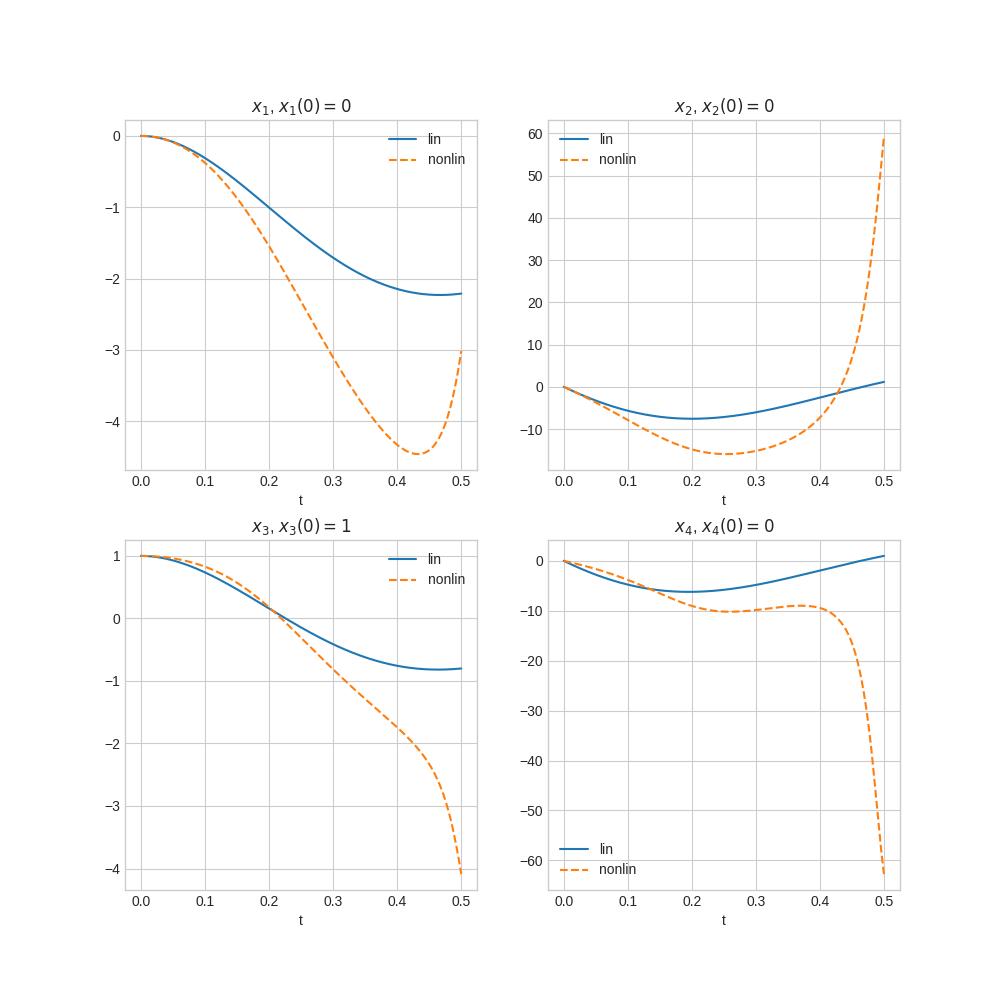 x₁, x₁(0) = 0
0
−1
−2
−3
−4
lin
nonlin
0.0 0.1 0.2 0.3 0.4 0.5
t
x₂, x₂(0) = 0
60
50
40
30
20
10
0
−10
lin
nonlin
0.0 0.1 0.2 0.3 0.4 0.5
t
x₃, x₃(0) = 1
1
0
−1
−2
−3
−4
lin
nonlin
0.0 0.1 0.2 0.3 0.4 0.5
t
x₄, x₄(0) = 0
0
−10
−20
−30
−40
−50
−60
lin
nonlin
0.0 0.1 0.2 0.3 0.4 0.5
t